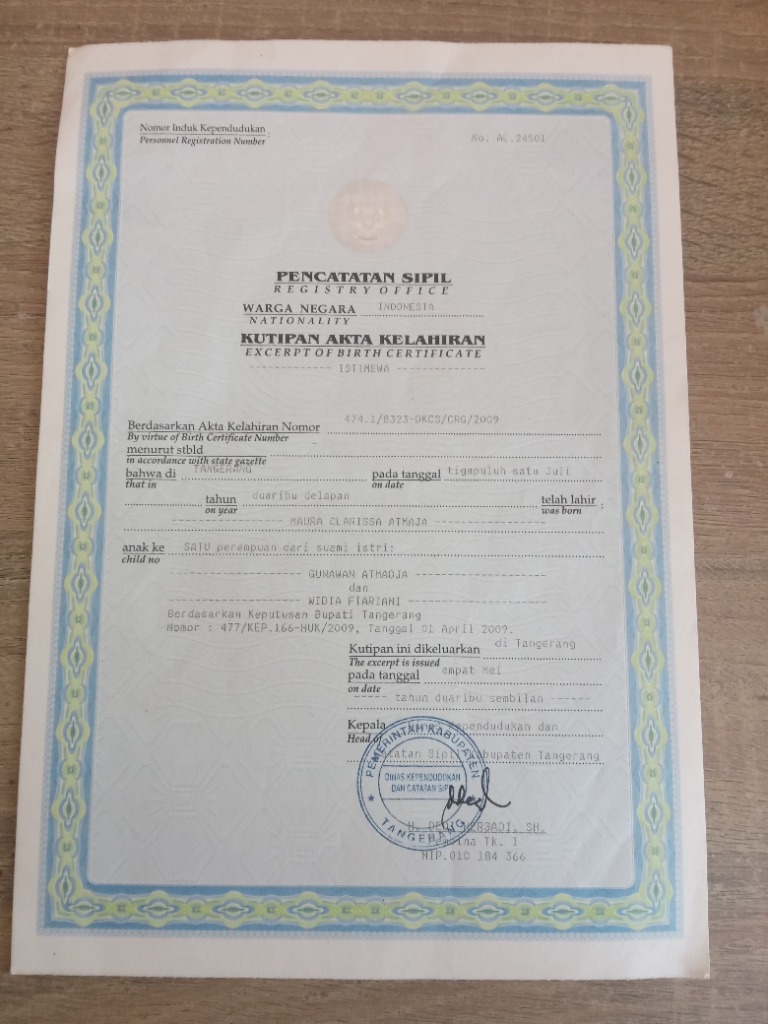 Nomor Induk Kependudukan :
Personnel Registration Number
No. AL.24501
PENCATATAN SIPIL
REGISTRY OFFICE
WARGA NEGARA INDONESIA
NATIONALITY
KUTIPAN AKTA KELAHIRAN
EXCERPT OF BIRTH CERTIFICATE
------------- ISTIMEWA --------------
Berdasarkan Akta Kelahiran Nomor 474.1/8323-DKCS/CRG/2009
By virtue of Birth Certificate Number
menurut stbld
in accordance with state gazette
bahwa di TANGERANG pada tanggal tigapuluh satu Juli
that in on date
tahun duaribu delapan telah lahir :
on year was born
------------------ MAURA CLARISSA ATMAJA ------------------
anak ke SATU perempuan dari suami istri:
child no
--------------------- GUNAWAN ATMADJA --------------------
dan
--------------------- WIDIA FIARIANI ----------------------
Berdasarkan Keputusan Bupati Tangerang
Nomor : 477/KEP.166-HUK/2009, Tanggal 01 April 2009.
Kutipan ini dikeluarkan di Tangerang
The excerpt is issued
pada tanggal empat Mei
on date
----- tahun duaribu sembilan ------
Kepala Kependudukan dan
Head of
Catatan Sipil Kabupaten Tangerang
PEMERINTAH KABUPATEN
DINAS KEPENDUDUKAN
DAN CATATAN SIPIL
TANGERANG
SH.
Pembina Tk. I
NIP.010 184 366